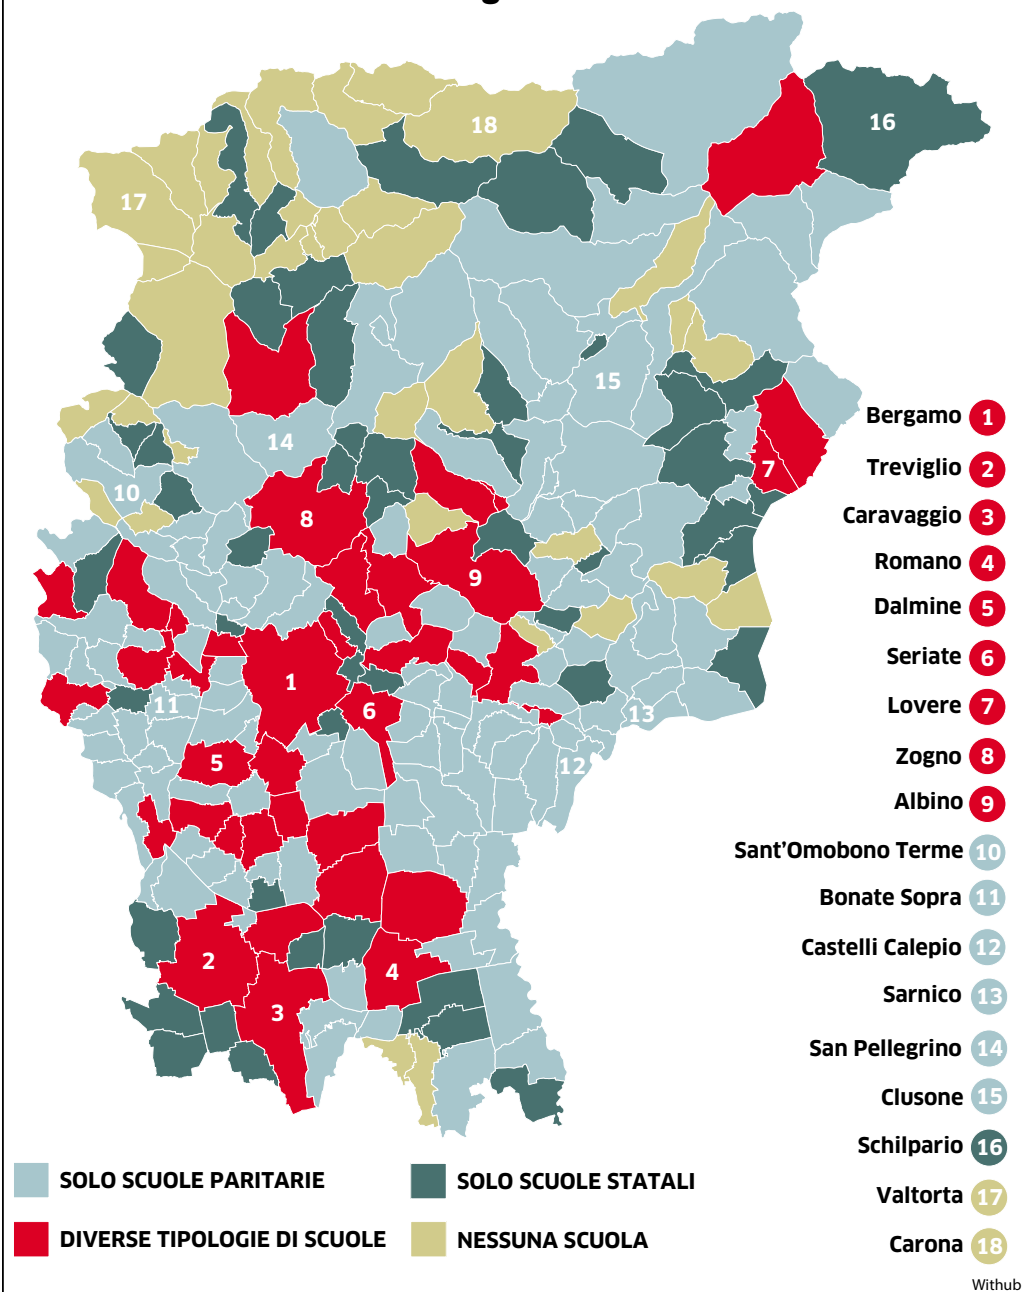 18
16
17
15
14
10
7
8
9
1
11
6
13
5
12
2
4
3
Bergamo 1
Treviglio 2
Caravaggio 3
Romano 4
Dalmine 5
Seriate 6
Lovere 7
Zogno 8
Albino 9
Sant'Omobono Terme 10
Bonate Sopra 11
Castelli Calepio 12
Sarnico 13
San Pellegrino 14
Clusone 15
Schilpario 16
Valtorta 17
Carona 18
SOLO SCUOLE PARITARIE
SOLO SCUOLE STATALI
DIVERSE TIPOLOGIE DI SCUOLE
NESSUNA SCUOLA
Withub